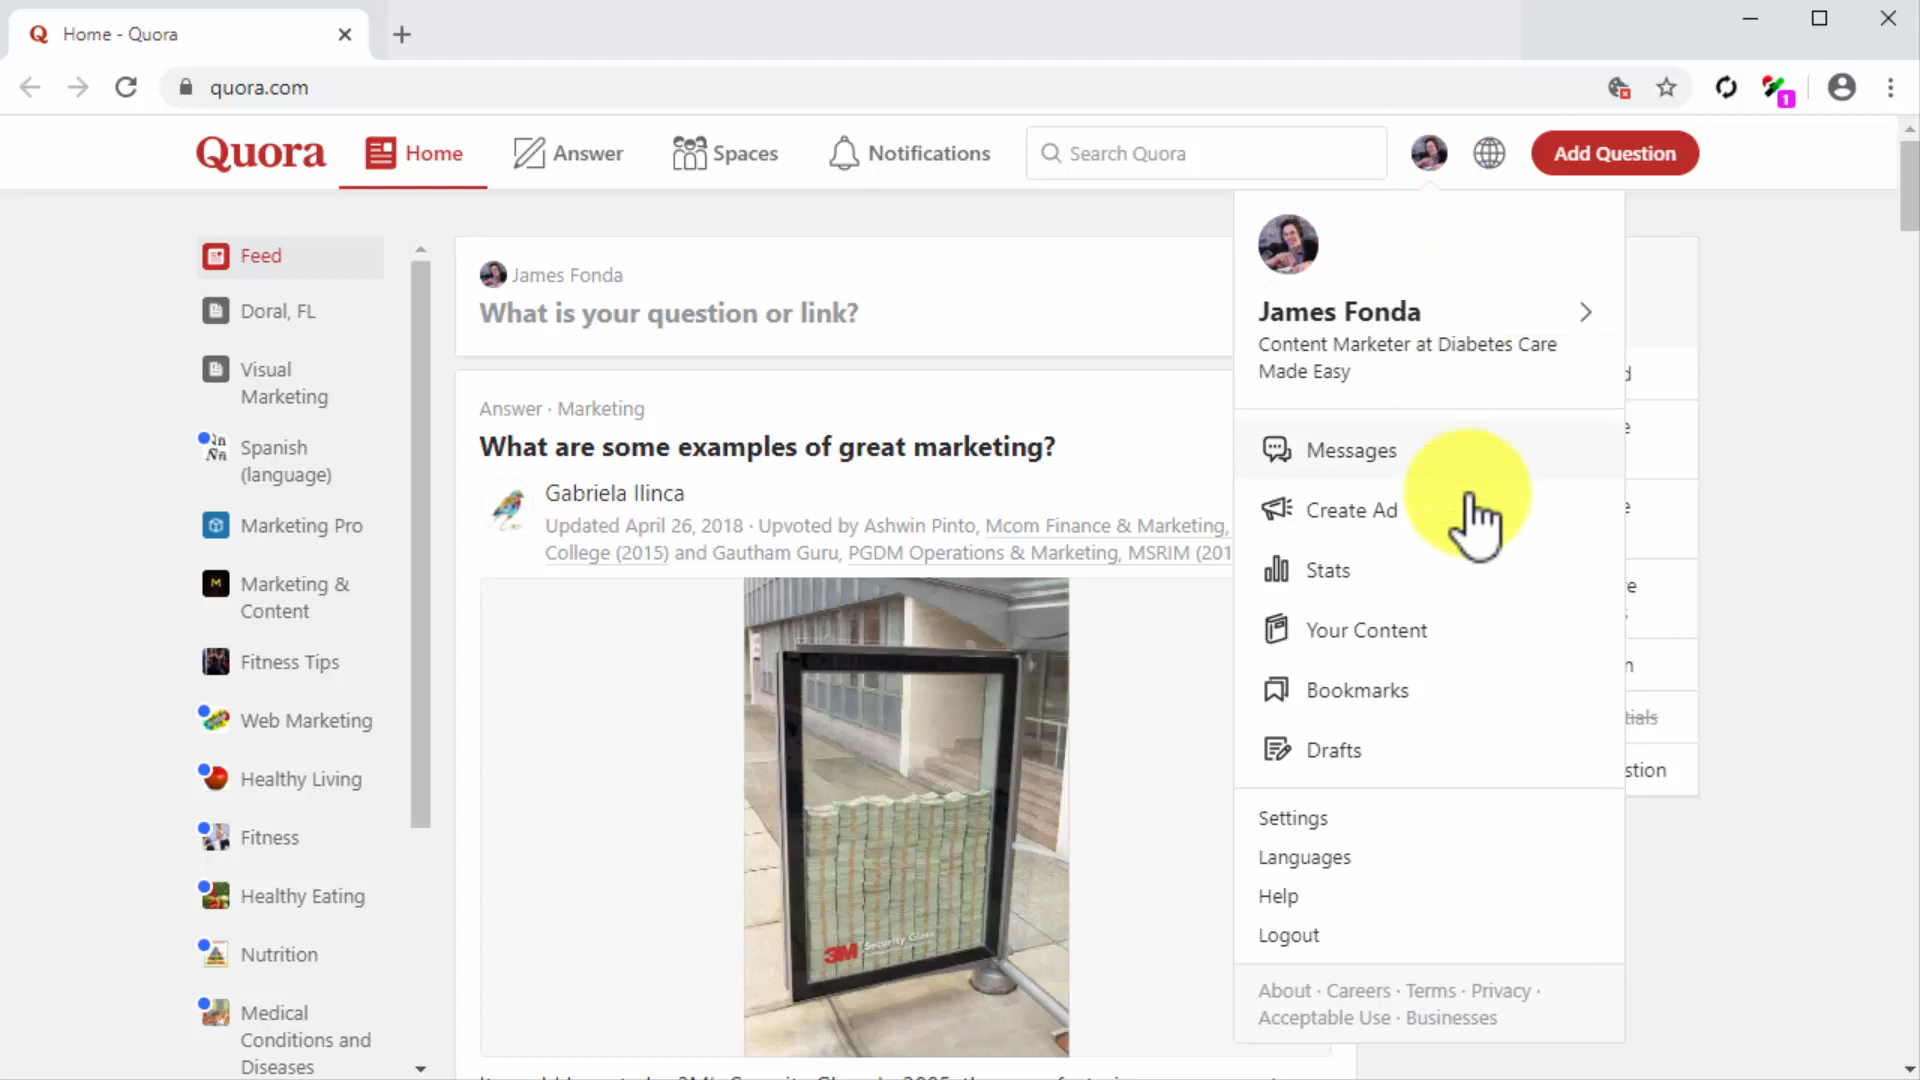 Home - Quora
quora.com
1
Quora
Home
Answer
Spaces
Notifications
Search Quora
Add Question
Feed
Doral, FL
Visual
Marketing
Spanish
(language)
Marketing Pro
Marketing &
Content
Fitness Tips
Web Marketing
Healthy Living
Fitness
Healthy Eating
Nutrition
Medical
Conditions and
Diseases
James Fonda
What is your question or link?
Answer · Marketing
What are some examples of great marketing?
Gabriela Ilinca
Updated April 26, 2018 · Upvoted by Ashwin Pinto, Mcom Finance & Marketing,
College (2015) and Gautham Guru, PGDM Operations & Marketing, MSRIM (201
3M Security Glass
James Fonda
Content Marketer at Diabetes Care
Made Easy
Messages
Create Ad
Stats
Your Content
Bookmarks
Drafts
Settings
Languages
Help
Logout
About · Careers · Terms · Privacy ·
Acceptable Use · Businesses
tials
stion